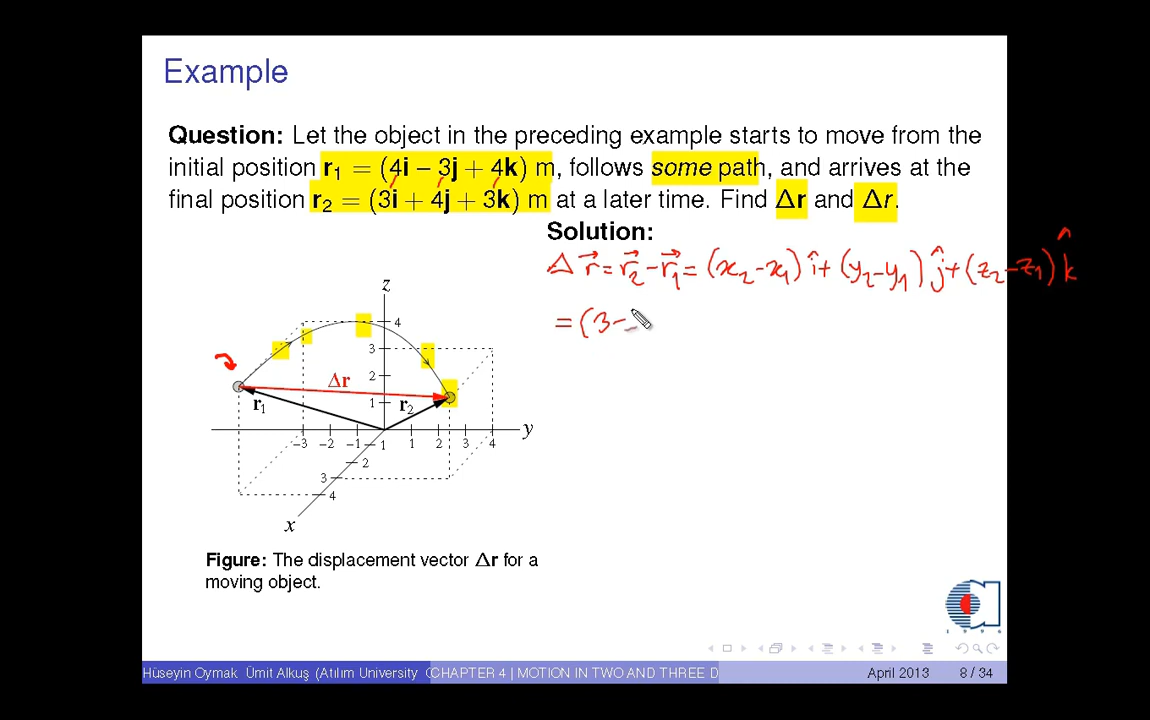 Example
Question: Let the object in the preceding example starts to move from the
initial position r₁ = (4i − 3j + 4k) m, follows some path, and arrives at the
final position r₂ = (3i + 4j + 3k) m at a later time. Find Δr and Δr.
Solution:
Δr⃗ = r⃗₂ − r⃗₁ = (x₂ − x₁) î + (y₂ − y₁) ĵ + (z₂ − z₁) k̂
= (3 −
z
4
3
2
1
Δr
r₁
r₂
−3 −2 −1 1 1 2 3 4 y
2
3
4
x
Figure: The displacement vector Δr for a
moving object.
1 9 9 6
Hüseyin Oymak, Ümit Alkuş (Atılım University
CHAPTER 4 | MOTION IN TWO AND THREE D
April 2013 8 / 34